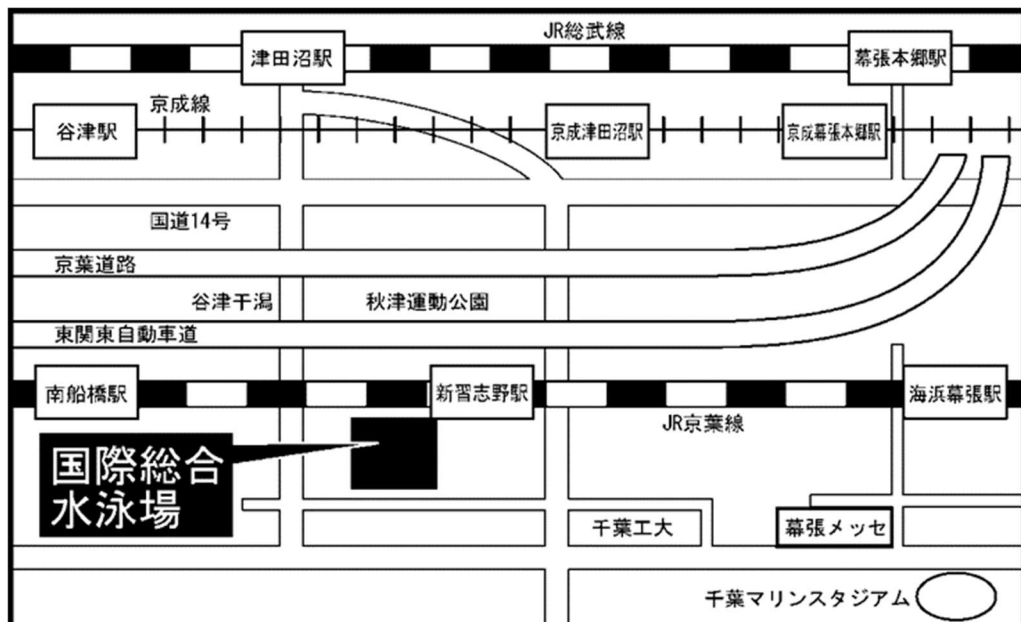 JR総武線
津田沼駅
幕張本郷駅
京成線
谷津駅
京成津田沼駅
京成幕張本郷駅
国道14号
京葉道路
谷津干潟
秋津運動公園
東関東自動車道
南船橋駅
新習志野駅
海浜幕張駅
JR京葉線
国際総合
水泳場
千葉工大
幕張メッセ
千葉マリンスタジアム